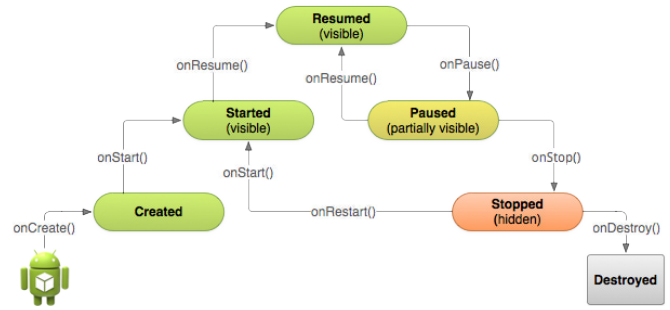 Resumed
(visible)
onResume()
onResume()
onPause()
Started
(visible)
Paused
(partially visible)
onStart()
onStart()
onStop()
Created
onRestart()
Stopped
(hidden)
onCreate()
onDestroy()
Destroyed